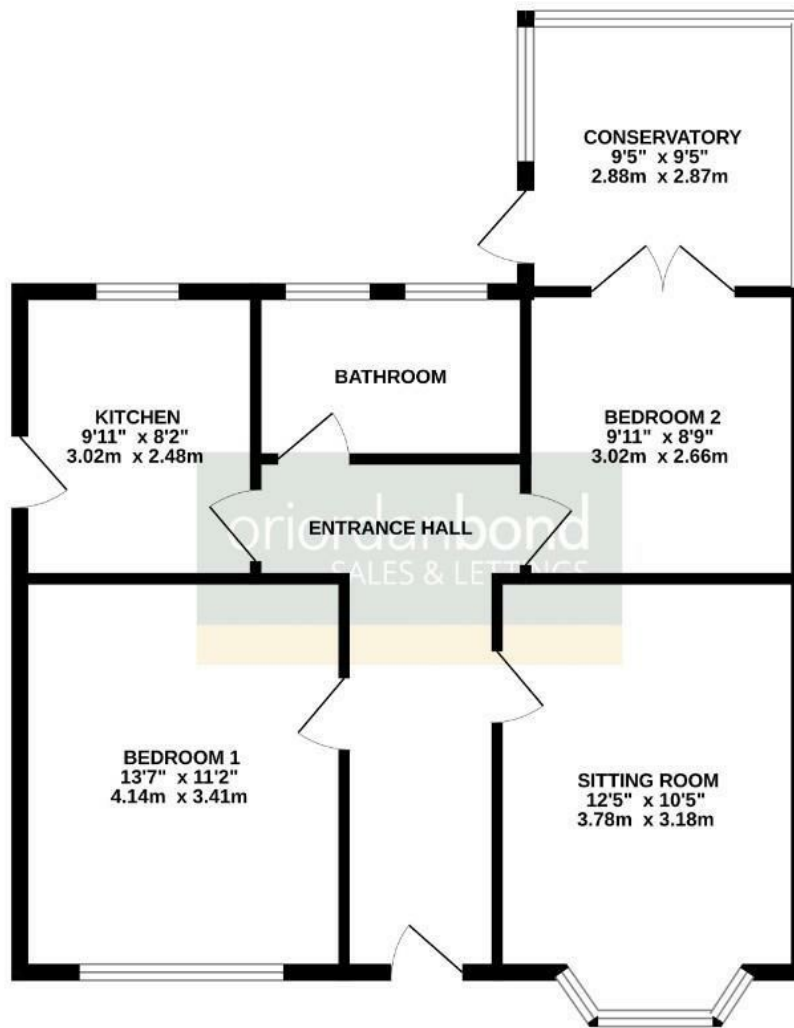 CONSERVATORY
9'5" x 9'5"
2.88m x 2.87m
BATHROOM
KITCHEN
9'11" x 8'2"
3.02m x 2.48m
BEDROOM 2
9'11" x 8'9"
3.02m x 2.66m
ENTRANCE HALL
oriordanbond
SALES & LETTINGS
BEDROOM 1
13'7" x 11'2"
4.14m x 3.41m
SITTING ROOM
12'5" x 10'5"
3.78m x 3.18m